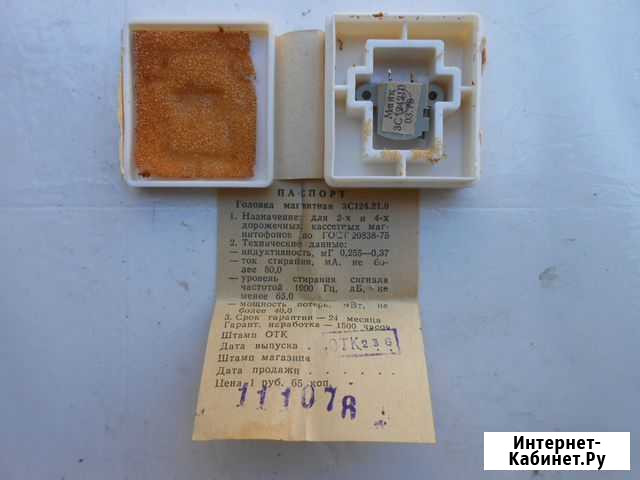 Маяк
3С124.21.0
03.78
ПАСПОРТ
Головка магнитная 3С124.21.0
1. Назначение: для 2-х и 4-х
дорожечных, кассетных маг-
нитофонов по ГОСТ 20838-75
2. Технические данные:
— индуктивность, мГ 0,255—0,37
— ток стирания, мА, не бо-
лее 80,0
— уровень стирания сигнала
частотой 1000 Гц, дБ, не
менее 65,0
— мощность потерь, мВт, не
более 40,0
3. Срок гарантии — 24 месяца
Гарант. наработка — 1500 часов
Штамп ОТК
Дата выпуска . ОТК 236
Штамп магазина
Дата продажи . . . . . . .
Цена 1 руб. 65 коп.
111078
Интернет-
Кабинет.Ру